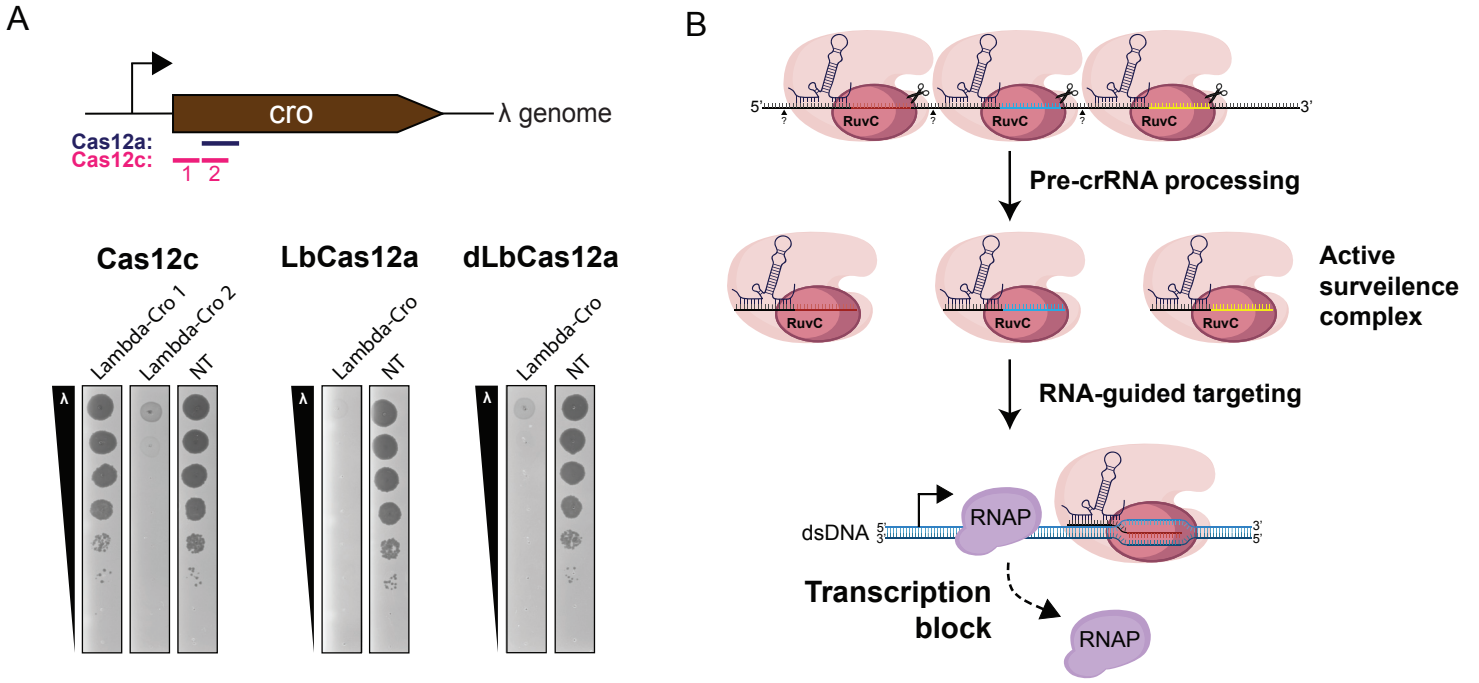 A
cro
λ genome
Cas12a:
Cas12c:
1 2
Cas12c
LbCas12a
dLbCas12a
Lambda-Cro 1
Lambda-Cro 2
NT
Lambda-Cro
NT
Lambda-Cro
NT
λ
λ
λ
B
5’
3’
RuvC
RuvC
RuvC
?
?
?
Pre-crRNA processing
RuvC
RuvC
RuvC
Active
surveilence
complex
RNA-guided targeting
RNAP
dsDNA
5’
3’
3’
5’
Transcription
block
RNAP